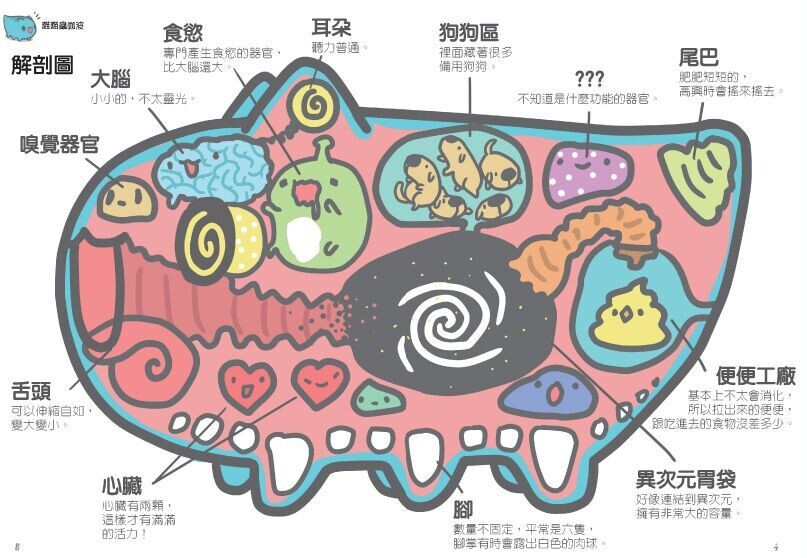 貓貓蟲咖波
解剖圖
食慾
專門產生食慾的器官，
比大腦還大。
耳朵
聽力普通。
狗狗區
裡面藏著很多
備用狗狗。
???
不知道是什麼功能的器官。
尾巴
肥肥短短的，
高興時會搖來搖去。
大腦
小小的，不太靈光。
嗅覺器官
舌頭
可以伸縮自如，
變大變小。
心臟
心臟有兩顆，
這樣才有滿滿
的活力！
腳
數量不固定，平常是六隻，
腳掌有時會露出白色的肉球。
異次元胃袋
好像連結到異次元，
擁有非常大的容量。
便便工廠
基本上不太會消化，
所以拉出來的便便，
跟吃進去的食物沒差多少。
8
4